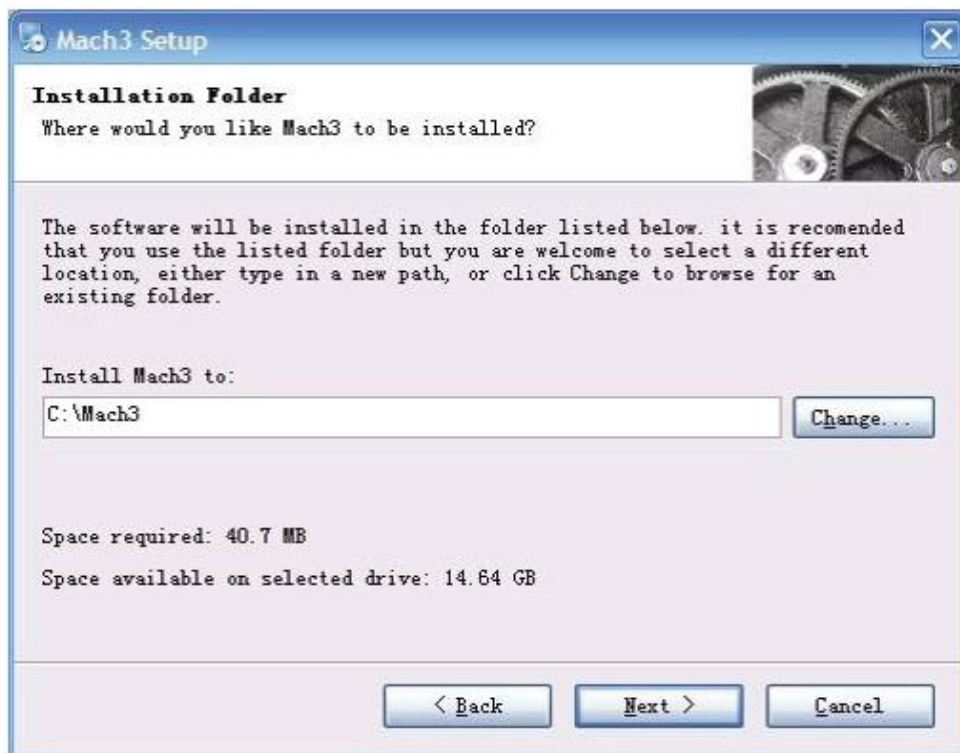 Mach3 Setup
Installation Folder
Where would you like Mach3 to be installed?
The software will be installed in the folder listed below. it is recomended
that you use the listed folder but you are welcome to select a different
location, either type in a new path, or click Change to browse for an
existing folder.
Install Mach3 to:
C:\Mach3
Change...
Space required: 40.7 MB
Space available on selected drive: 14.64 GB
< Back
Next >
Cancel